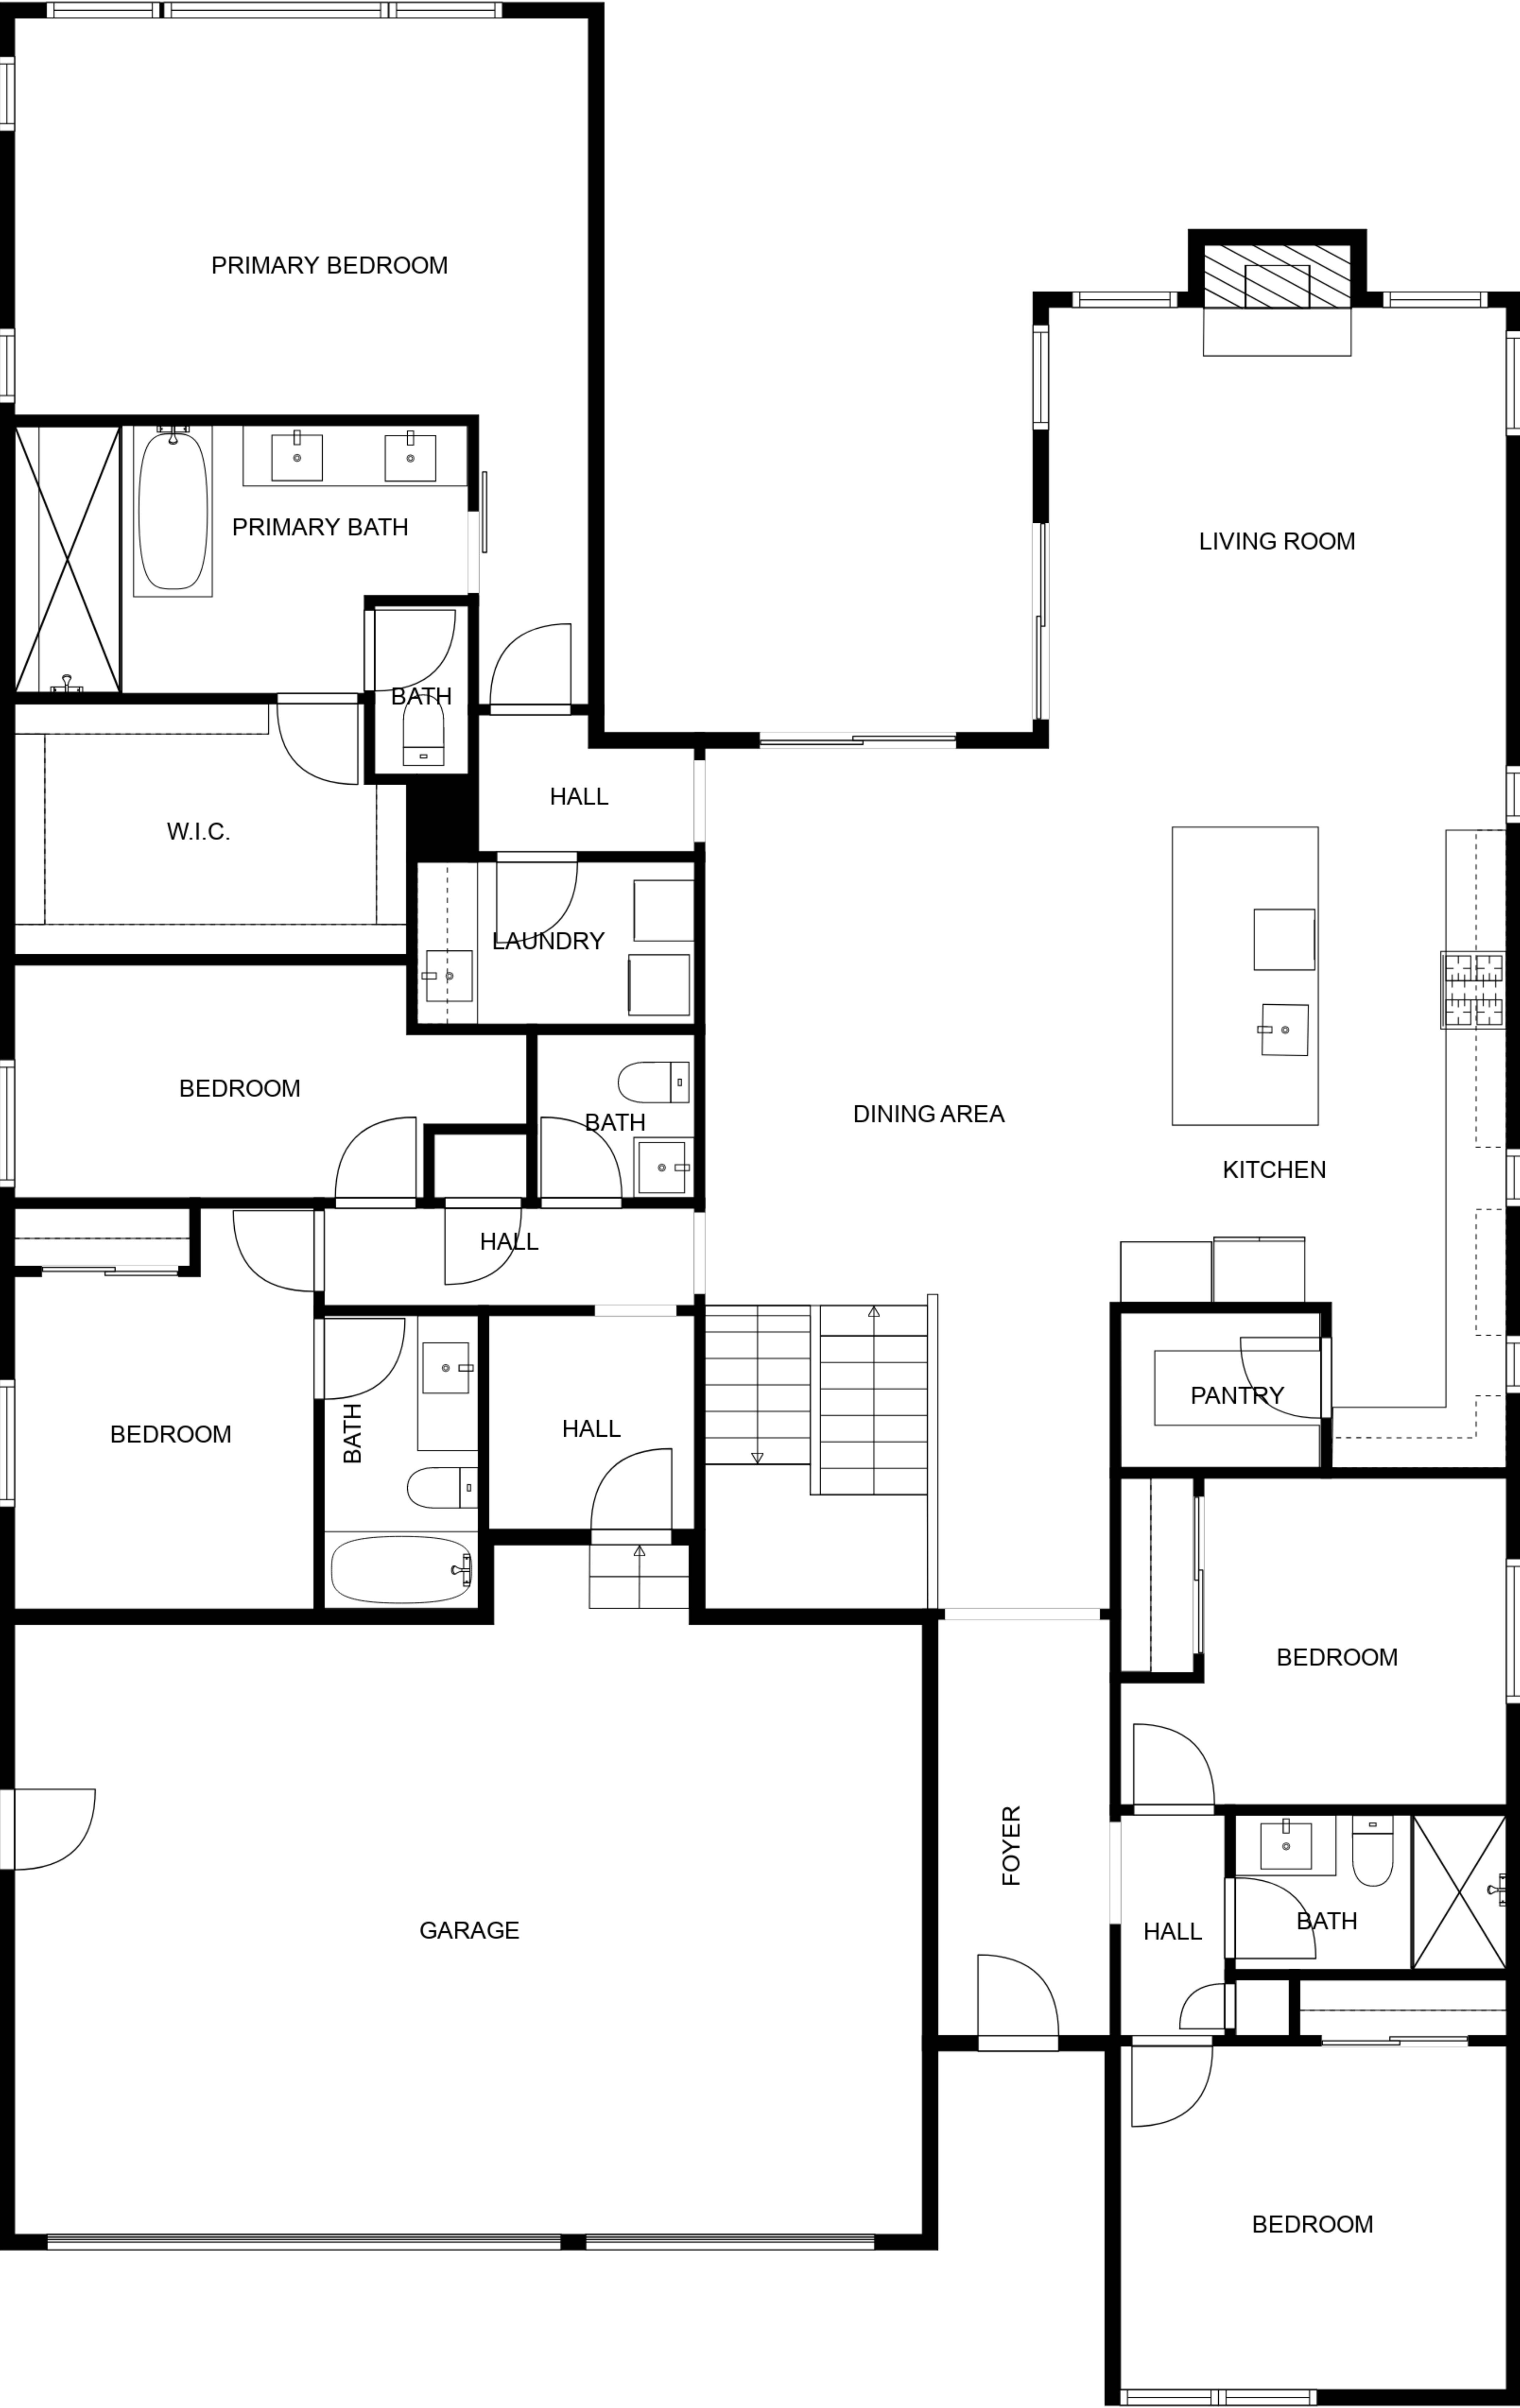 PRIMARY BEDROOM
LIVING ROOM
PRIMARY BATH
BATH
HALL
W.I.C.
LAUNDRY
BEDROOM
DINING AREA
BATH
KITCHEN
HALL
PANTRY
BEDROOM
BATH
HALL
BEDROOM
FOYER
BATH
HALL
GARAGE
BEDROOM